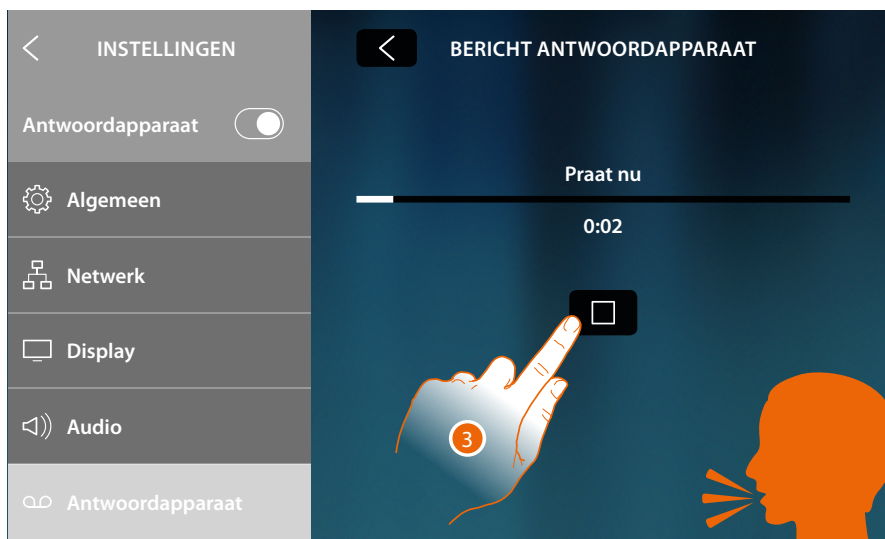 INSTELLINGEN
Antwoordapparaat
Algemeen
Netwerk
Display
Audio
Antwoordapparaat
BERICHT ANTWOORDAPPARAAT
Praat nu
0:02
3